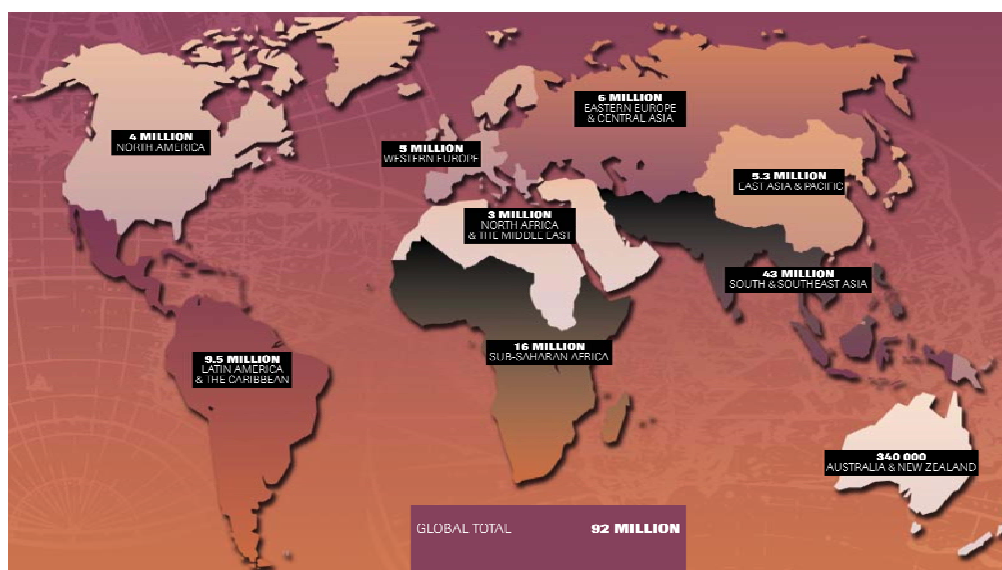 6 MILLION
EASTERN EUROPE
& CENTRAL ASIA
4 MILLION
NORTH AMERICA
5 MILLION
WESTERN EUROPE
5.3 MILLION
EAST ASIA & PACIFIC
3 MILLION
NORTH AFRICA
& THE MIDDLE EAST
43 MILLION
SOUTH & SOUTHEAST ASIA
16 MILLION
SUB-SAHARAN AFRICA
9.5 MILLION
LATIN AMERICA
& THE CARIBBEAN
340 000
AUSTRALIA & NEW ZEALAND
GLOBAL TOTAL 92 MILLION